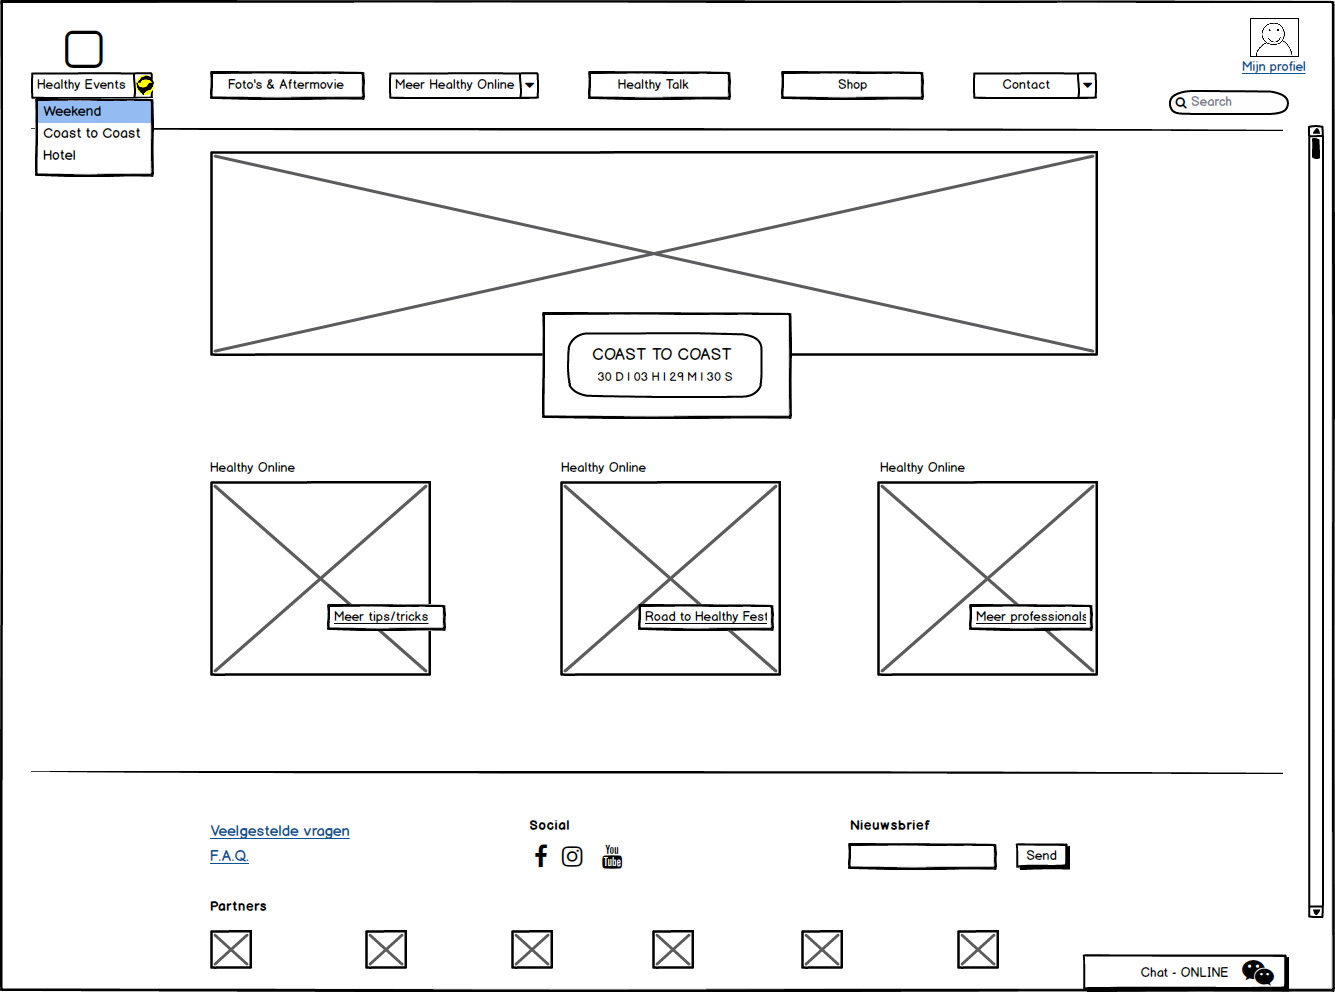 Mijn profiel
Healthy Events
Foto's & Aftermovie
Meer Healthy Online
Healthy Talk
Shop
Contact
Search
Weekend
Coast to Coast
Hotel
COAST TO COAST
30 D | 03 H | 29 M | 30 S
Healthy Online
Healthy Online
Healthy Online
Meer tips/tricks
Road to Healthy Fest
Meer professionals
Veelgestelde vragen
F.A.Q.
Social
You
Tube
Nieuwsbrief
Send
Partners
Chat - ONLINE